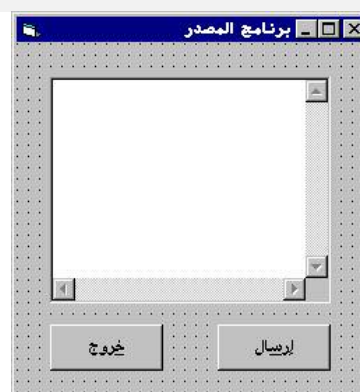 برنامج المصدر
إرسال
خروج